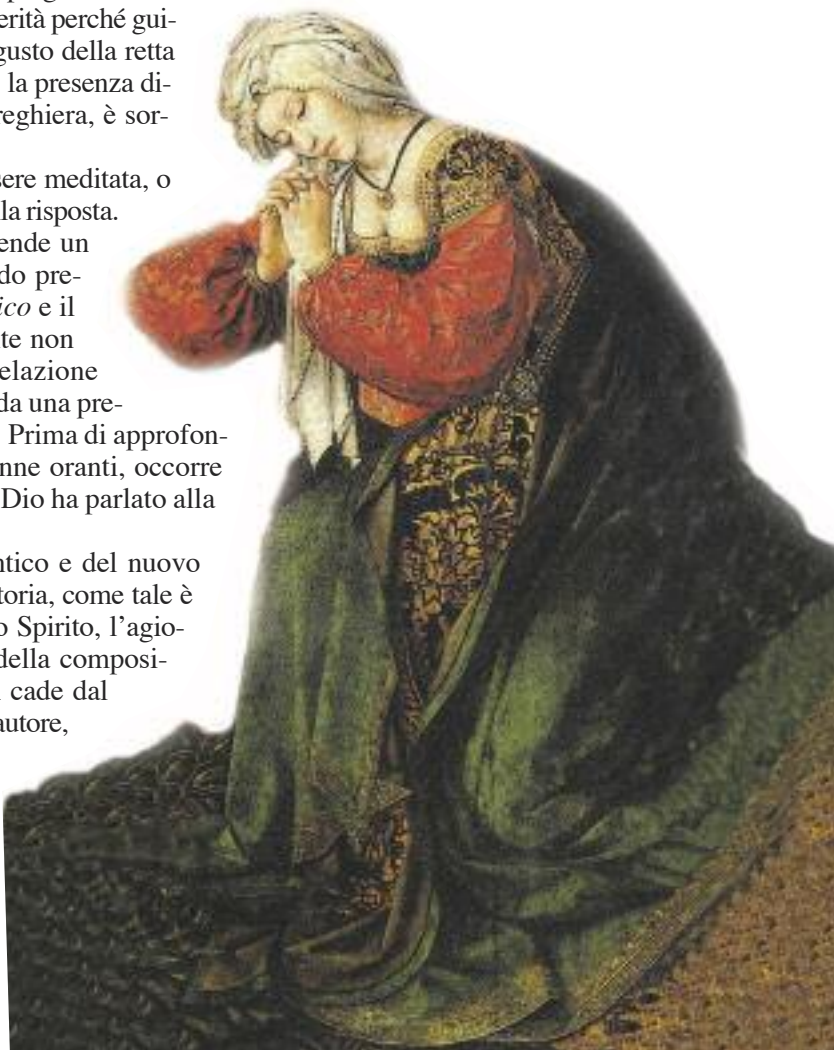 erità perché gui-
gusto della retta
la presenza di-
reghiera, è sor-
sere meditata, o
lla risposta.
ende un
do pre-
ico e il
te non
elazione
da una pre-
Prima di approfon-
nne oranti, occorre
Dio ha parlato alla
ntico e del nuovo
toria, come tale è
o Spirito, l'agio-
della composi-
cade dal
autore,